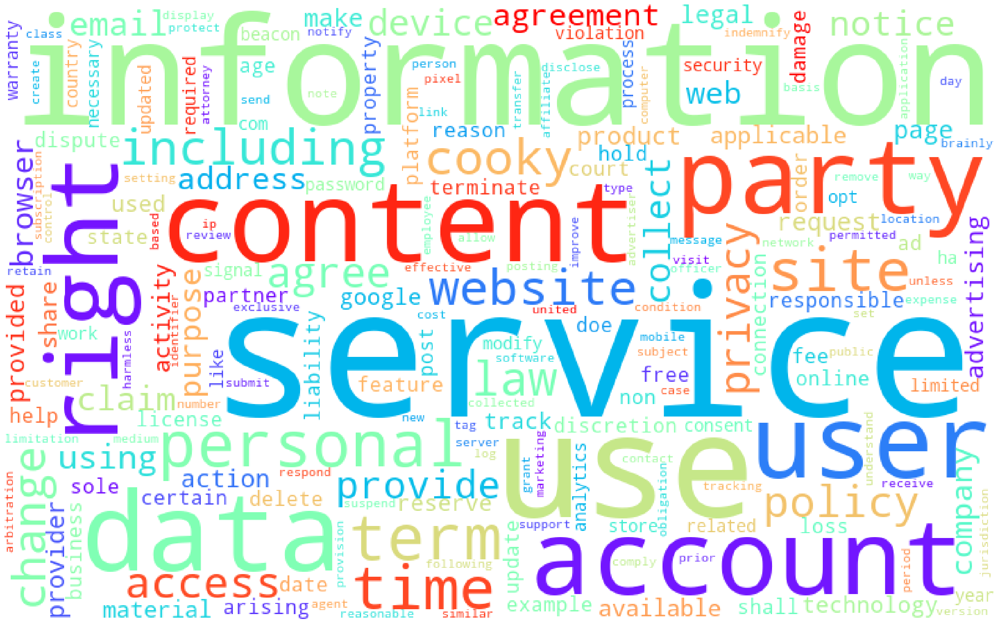 information
email
display
protect
make
device
agreement
legal
notice
warranty
class
beacon
notify
violation
indemnify
damage
create
country
necessary
updated
required
attorney
age
property
person
pixel
disclose
process
computer
security
web
basis
application
day
send
note
com
platform
link
transfer
affiliate
dispute
including
reason
product
applicable
page
brainly
browser
right
setting
address
password
cooky
hold
court
party
subscription
control
used
terminate
type
collect
order
remove
way
opt
state
based
ip
review
content
employee
allow
improve
advertiser
message
privacy
request
location
permitted
network
ad
advertising
retain
signal
agree
effective
posting
visit
officer
connection
site
ha
unless
provided
share
activity
purpose
partner
exclusive
google
website
united
condition
responsible
expense
identifier
work
harmless
like
liability
cost
post
doe
modify
mobile
set
software
subject
service
fee
public
customer
submit
feature
law
free
case
online
limited
claim
number
collected
non
help
license
new
track
discretion
consent
user
limitation
medium
personal
tag
server
log
marketing
analytics
use
contact
understand
change
using
action
respond
provide
grant
obligation
tracking
receive
company
arbitration
sole
certain
delete
suspend
reserve
policy
provider
business
data
term
provision
following
update
support
store
related
loss
jurisdiction
access
date
time
account
comply
prior
period
material
arising
agent
reasonable
similar
example
available
shall
technology
year
version